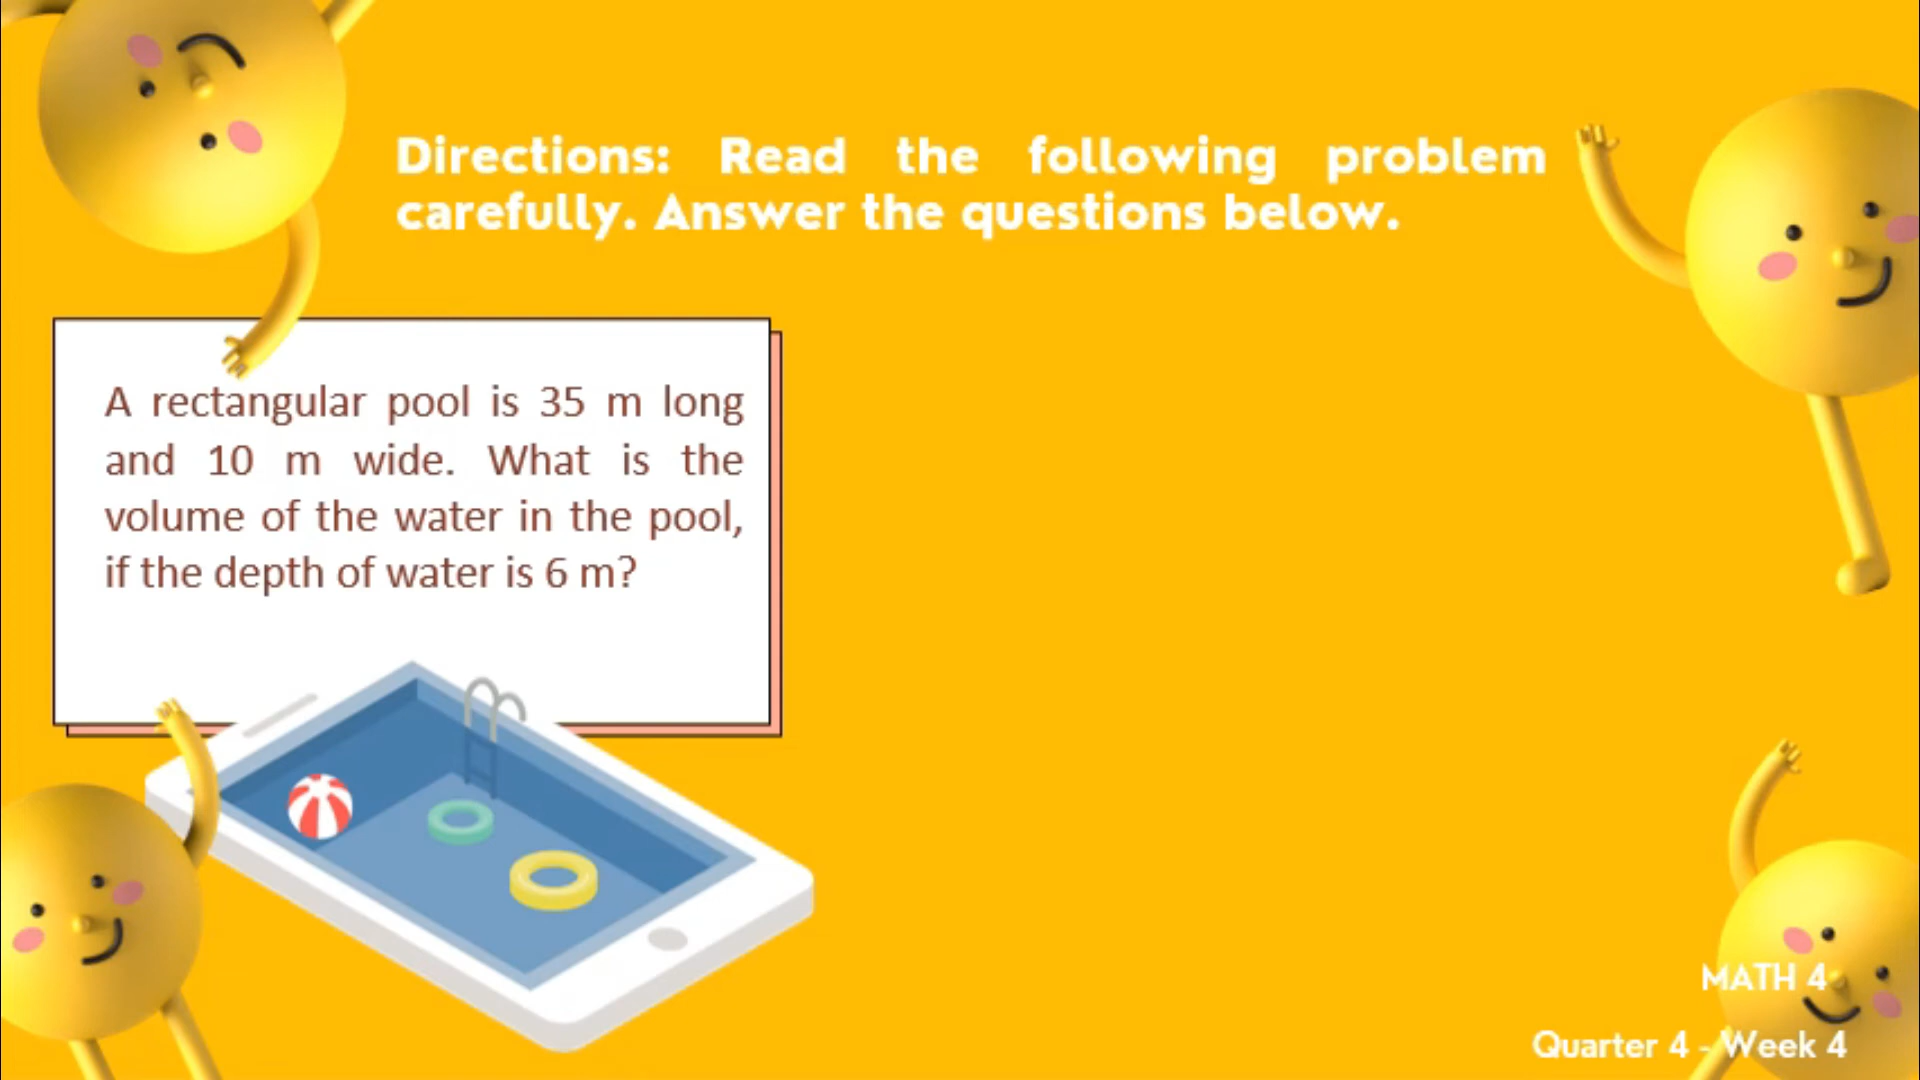 Directions: Read the following problem
carefully. Answer the questions below.
A rectangular pool is 35 m long
and 10 m wide. What is the
volume of the water in the pool,
if the depth of water is 6 m?
MATH 4
Quarter 4 - Week 4